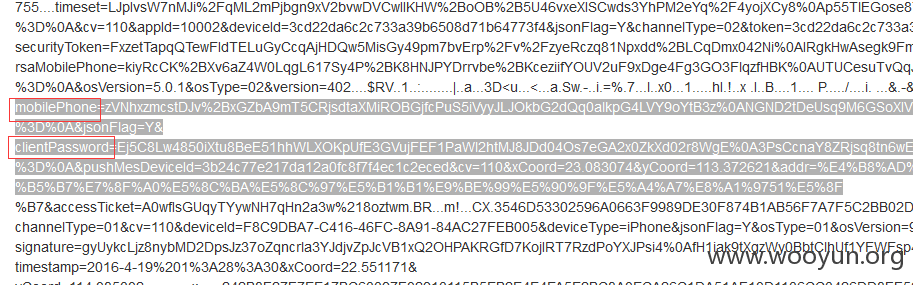 755....timeset=LJplvsW7nMJi%2FqML2mPjbgn9xV2bvwDVCwllKHW%2BoOB%2B5U46vxeXlSCwds3YhPM2eYq%2F4yojXCy8%0Ap55TlEGose8
%3D%0A&cv=110&appId=10002&deviceId=3cd22da6c2c733a39b6508d71b64773f4&jsonFlag=Y&channelType=02&token=3cd22da6c2c733a3
securityToken=FxzetTapqQTewFldTELuGyCcqAjHDQw5MisGy49pm7bvErp%2Fv%2FzyeRczq81Npxdd%2BLCqDmx042Ni%0AlRgkHwAsegk9Fm
rsaMobilePhone=kiyRcCK%2BXv6aZ4W0LqgL617Sy4P%2BK8HNJPYDrrvbe%2BKceziifYOUV2uF9xDge4Fg3GO3FlqzfHBK%0AUTUCesuTvQqJ
%3D%0A&osVersion=5.0.1&osType=02&version=402....$RV..1..:.......|..a...3D<u...<...a.Sw..-.i.=%.7...l..x0...1....hl.!..x .l..B....1... P...../....i. ...&.-&
mobilePhone=zVNhxzmcstDJv%2BxGZbA9mT5CRjsdtaXMiROBGjfcPuS5iVyyJLJOkbG2dQq0alkpG4LVY9oYtB3z%0ANGND2tDeUsq9M6GSoXlV
%3D%0A&jsonFlag=Y&
clientPassword=Ej5C8Lw4850iXtu8BeE51hhWLXOKpUfE3GVujFEF1PaWl2htMJ8JDd04Os7eGA2x0ZkXd02r8WgE%0A3PsCcnaY8ZRjsq8tn6wE
%3D%0A&pushMesDeviceId=3b24c77e217da12a0fc8f7f4ec1c2eced&cv=110&xCoord=23.083074&yCoord=113.372621&addr=%E4%B8%AD%
%B5%B7%E7%8F%A0%E5%8C%BA%E5%8C%97%E5%B1%B1%E9%BE%99%E5%90%9F%E5%A4%A7%E8%A1%9751%E5%8F
%B7&accessTicket=A0wflsGUqyTYywNH7qHn2a3w%218oztwm.BR...m!...CX.3546D53302596A0663F9989DE30F874B1AB56F7A7F5C2BB02D
channelType=01&cv=110&deviceId=F8C9DBA7-C416-46FC-8A91-84AC27FEB005&deviceType=iPhone&jsonFlag=Y&osType=01&osVersion=
signature=gyUykcLjz8nybMD2DpsJz37oZqncrla3YJdjvZpJcVB1xQ2OHPAKRGfD7KojlRT7RzdPoYXJPsi4%0AfH1iak9tXgzWv0BbtClhUf1YFWFsp4
timestamp=2016-4-19%201%3A28%3A30&xCoord=22.551171&
www.wooyun.org